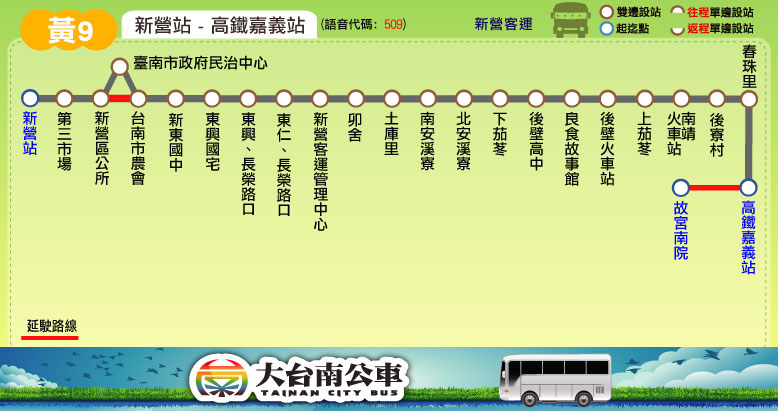 黃9
新營站 - 高鐵嘉義站 (語音代碼: 509)
新營客運
雙邊設站
往程單邊設站
起迄點
返程單邊設站
臺南市政府民治中心
春珠里
新營站
第三市場
新營區公所
台南市農會
新東國中
東興國宅
東興、長榮路口
東仁、長榮路口
新營客運管理中心
卯舍
土庫里
南安溪寮
北安溪寮
下茄苳
後壁高中
良食故事館
後壁火車站
上茄苳
南靖火車站
後寮村
故宮南院
高鐵嘉義站
延駛路線
大台南公車
TAINAN CITY BUS